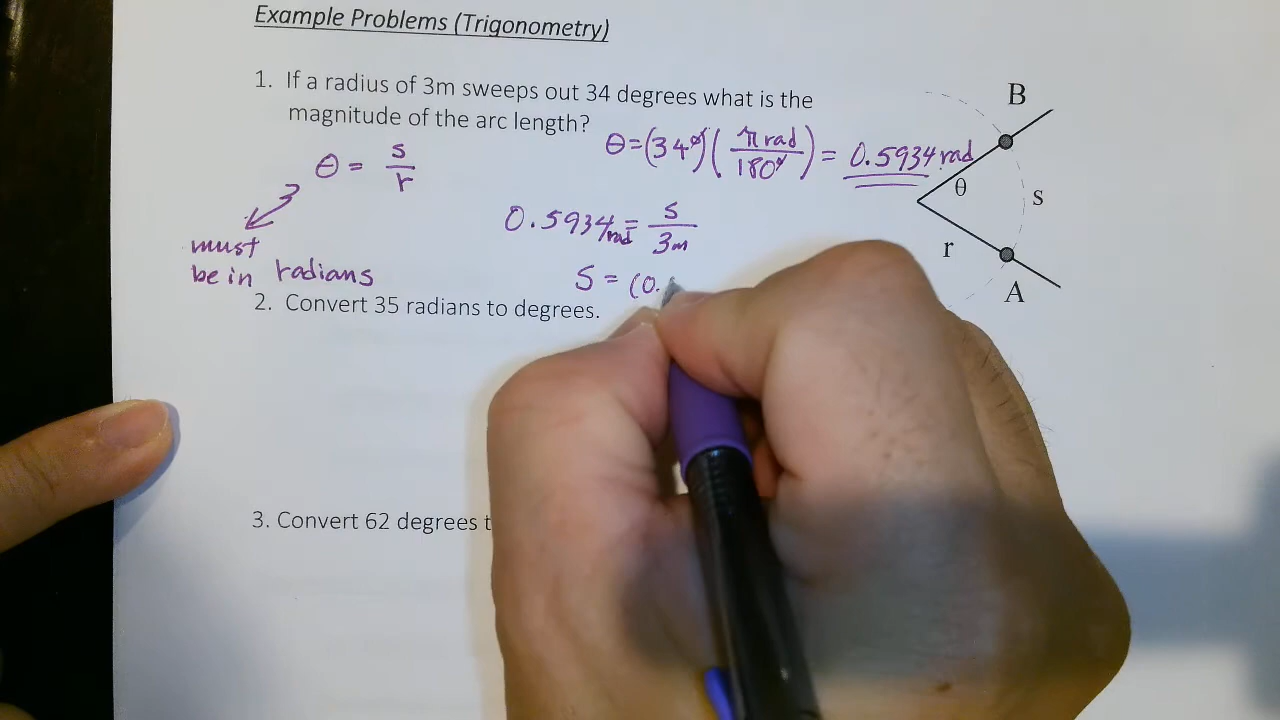 Example Problems (Trigonometry)
1. If a radius of 3m sweeps out 34 degrees what is the
magnitude of the arc length?
θ = (34°)(π rad / 180°) = 0.5934 rad
θ = s / r
must
be in radians
0.5934 rad = s / 3m
S = (0.
B
θ
s
r
A
2. Convert 35 radians to degrees.
3. Convert 62 degrees